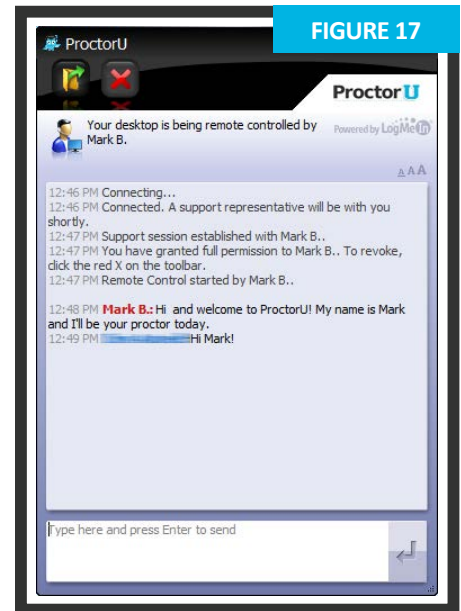 FIGURE 17
ProctorU
ProctorU
Your desktop is being remote controlled by
Mark B.
Powered by LogMeIn
A A A
12:46 PM Connecting...
12:46 PM Connected. A support representative will be with you
shortly.
12:47 PM Support session established with Mark B..
12:47 PM You have granted full permission to Mark B.. To revoke,
click the red X on the toolbar.
12:47 PM Remote Control started by Mark B..
12:48 PM Mark B.: Hi and welcome to ProctorU! My name is Mark
and I'll be your proctor today.
12:49 PM Hi Mark!
Type here and press Enter to send